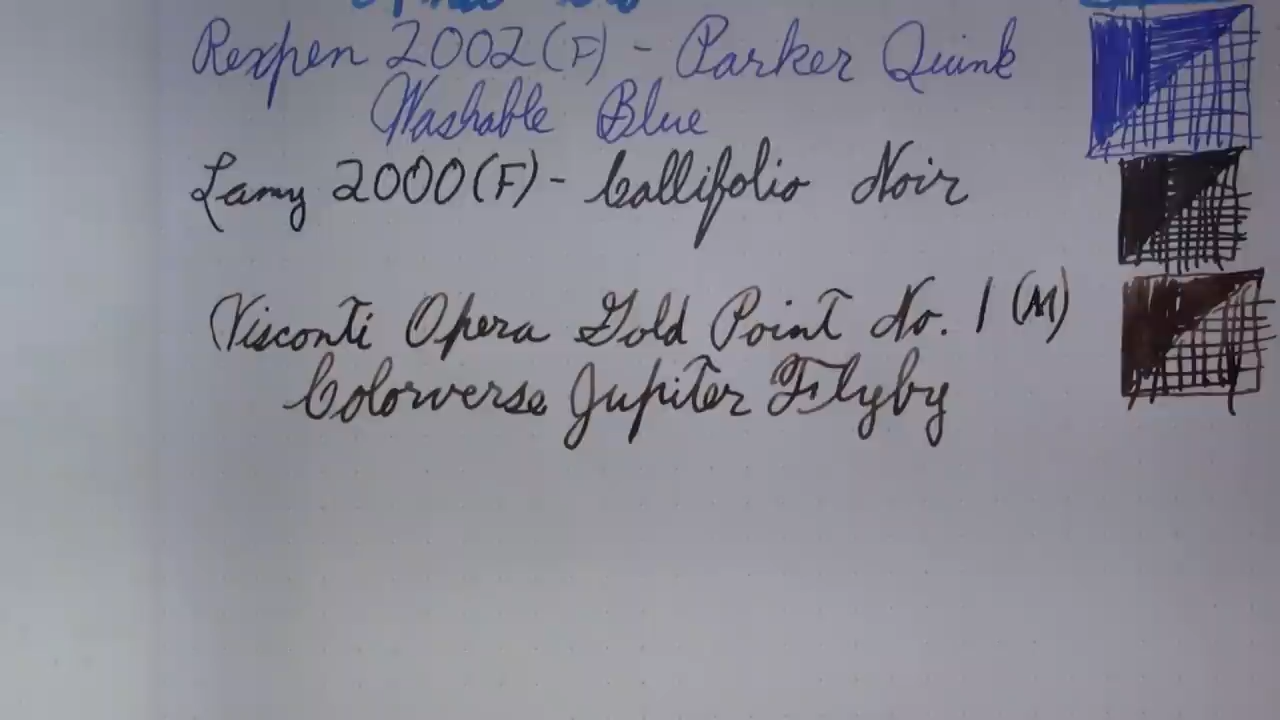 Rexpen 2002 (F) - Parker Quink
Washable Blue
Lamy 2000 (F) - Callifolio Noir
Visconti Opera Gold Point No. 1 (M)
Colorverse Jupiter Flyby